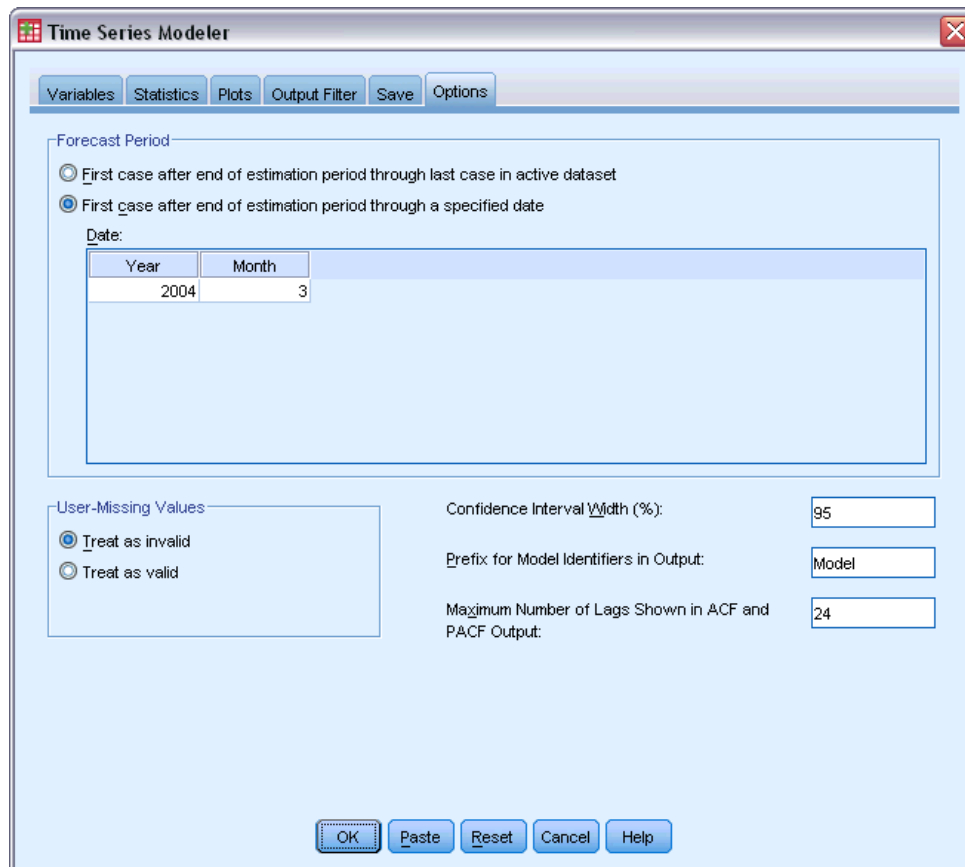 Time Series Modeler
Variables Statistics Plots Output Filter Save Options
Forecast Period
First case after end of estimation period through last case in active dataset
First case after end of estimation period through a specified date
Date:
Year Month
2004 3
User-Missing Values
Treat as invalid
Treat as valid
Confidence Interval Width (%): 95
Prefix for Model Identifiers in Output: Model
Maximum Number of Lags Shown in ACF and
PACF Output: 24
OK Paste Reset Cancel Help